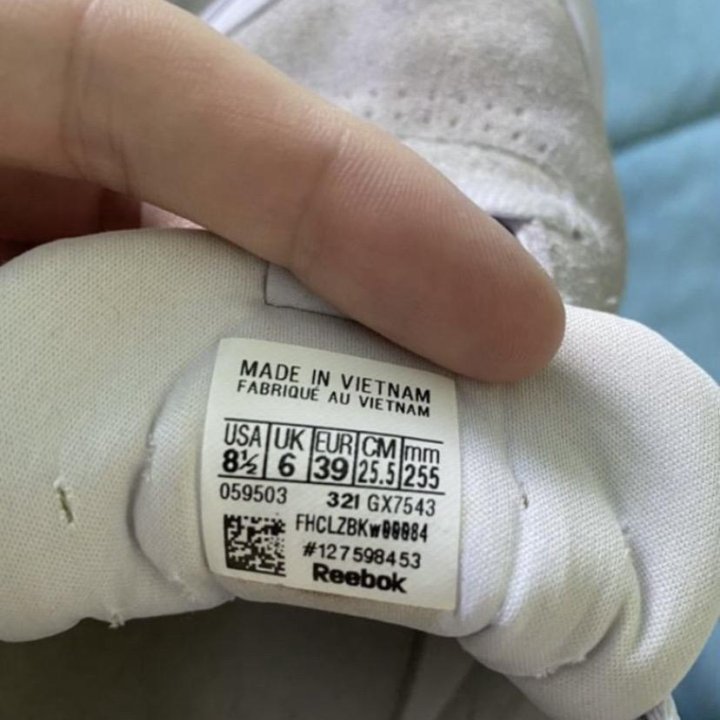 MADE IN VIETNAM
FABRIQUÉ AU VIETNAM
USA UK EUR CM mm
8½ 6 39 25.5 255
059503 321 GX7543
FHCLZBKw00084
#127598453
Reebok